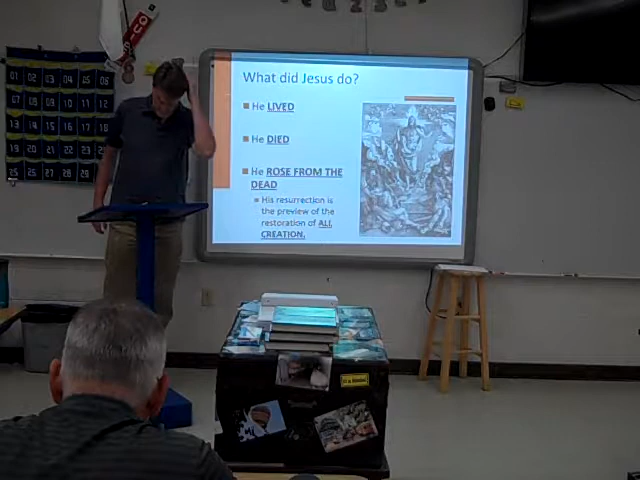 What did Jesus do?
He LIVED
He DIED
He ROSE FROM THE
DEAD
His resurrection is
the preview of the
restoration of ALL
CREATION.
01 02 03 04 05 06
07 08 09 10 11 12
13 14 15 16 17 18
19 20 21 22 23 24
25 26 27 28 29